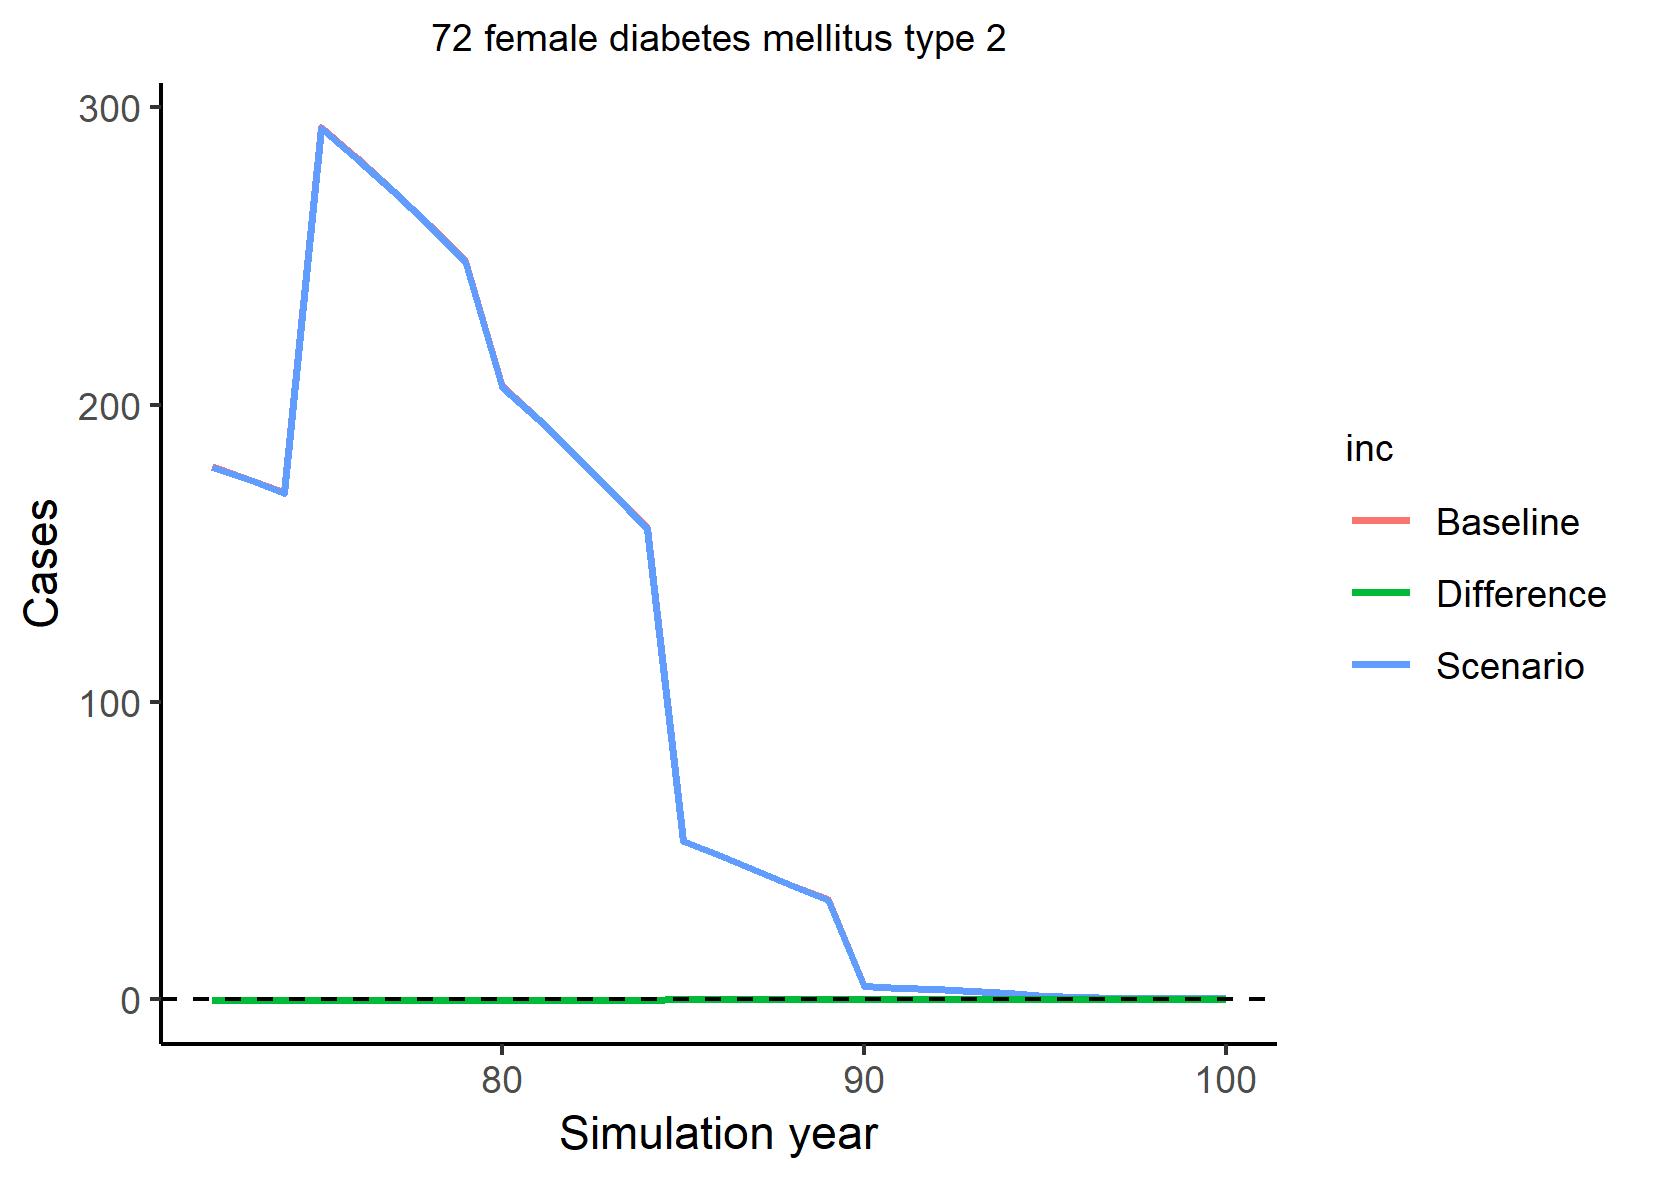 72 female diabetes mellitus type 2
300
200
100
0
Cases
80
90
100
Simulation year
inc
Baseline
Difference
Scenario